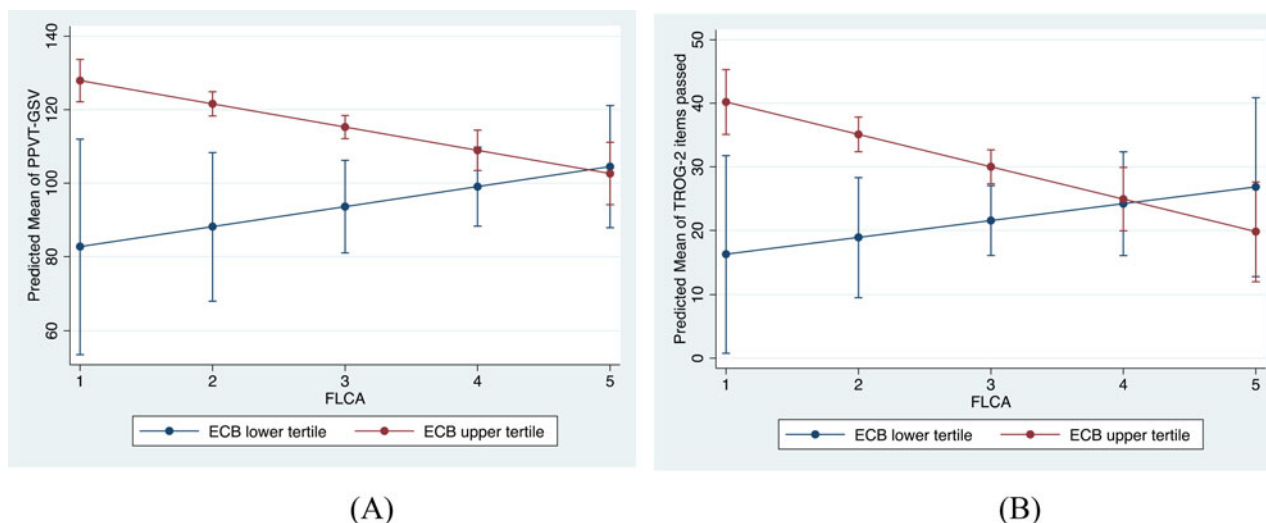 Predicted Mean of PPVT-GSV
140
120
100
80
60
1 2 3 4 5
FLCA
ECB lower tertile ECB upper tertile
(A)
Predicted Mean of TROG-2 items passed
50
40
30
20
10
0
1 2 3 4 5
FLCA
ECB lower tertile ECB upper tertile
(B)